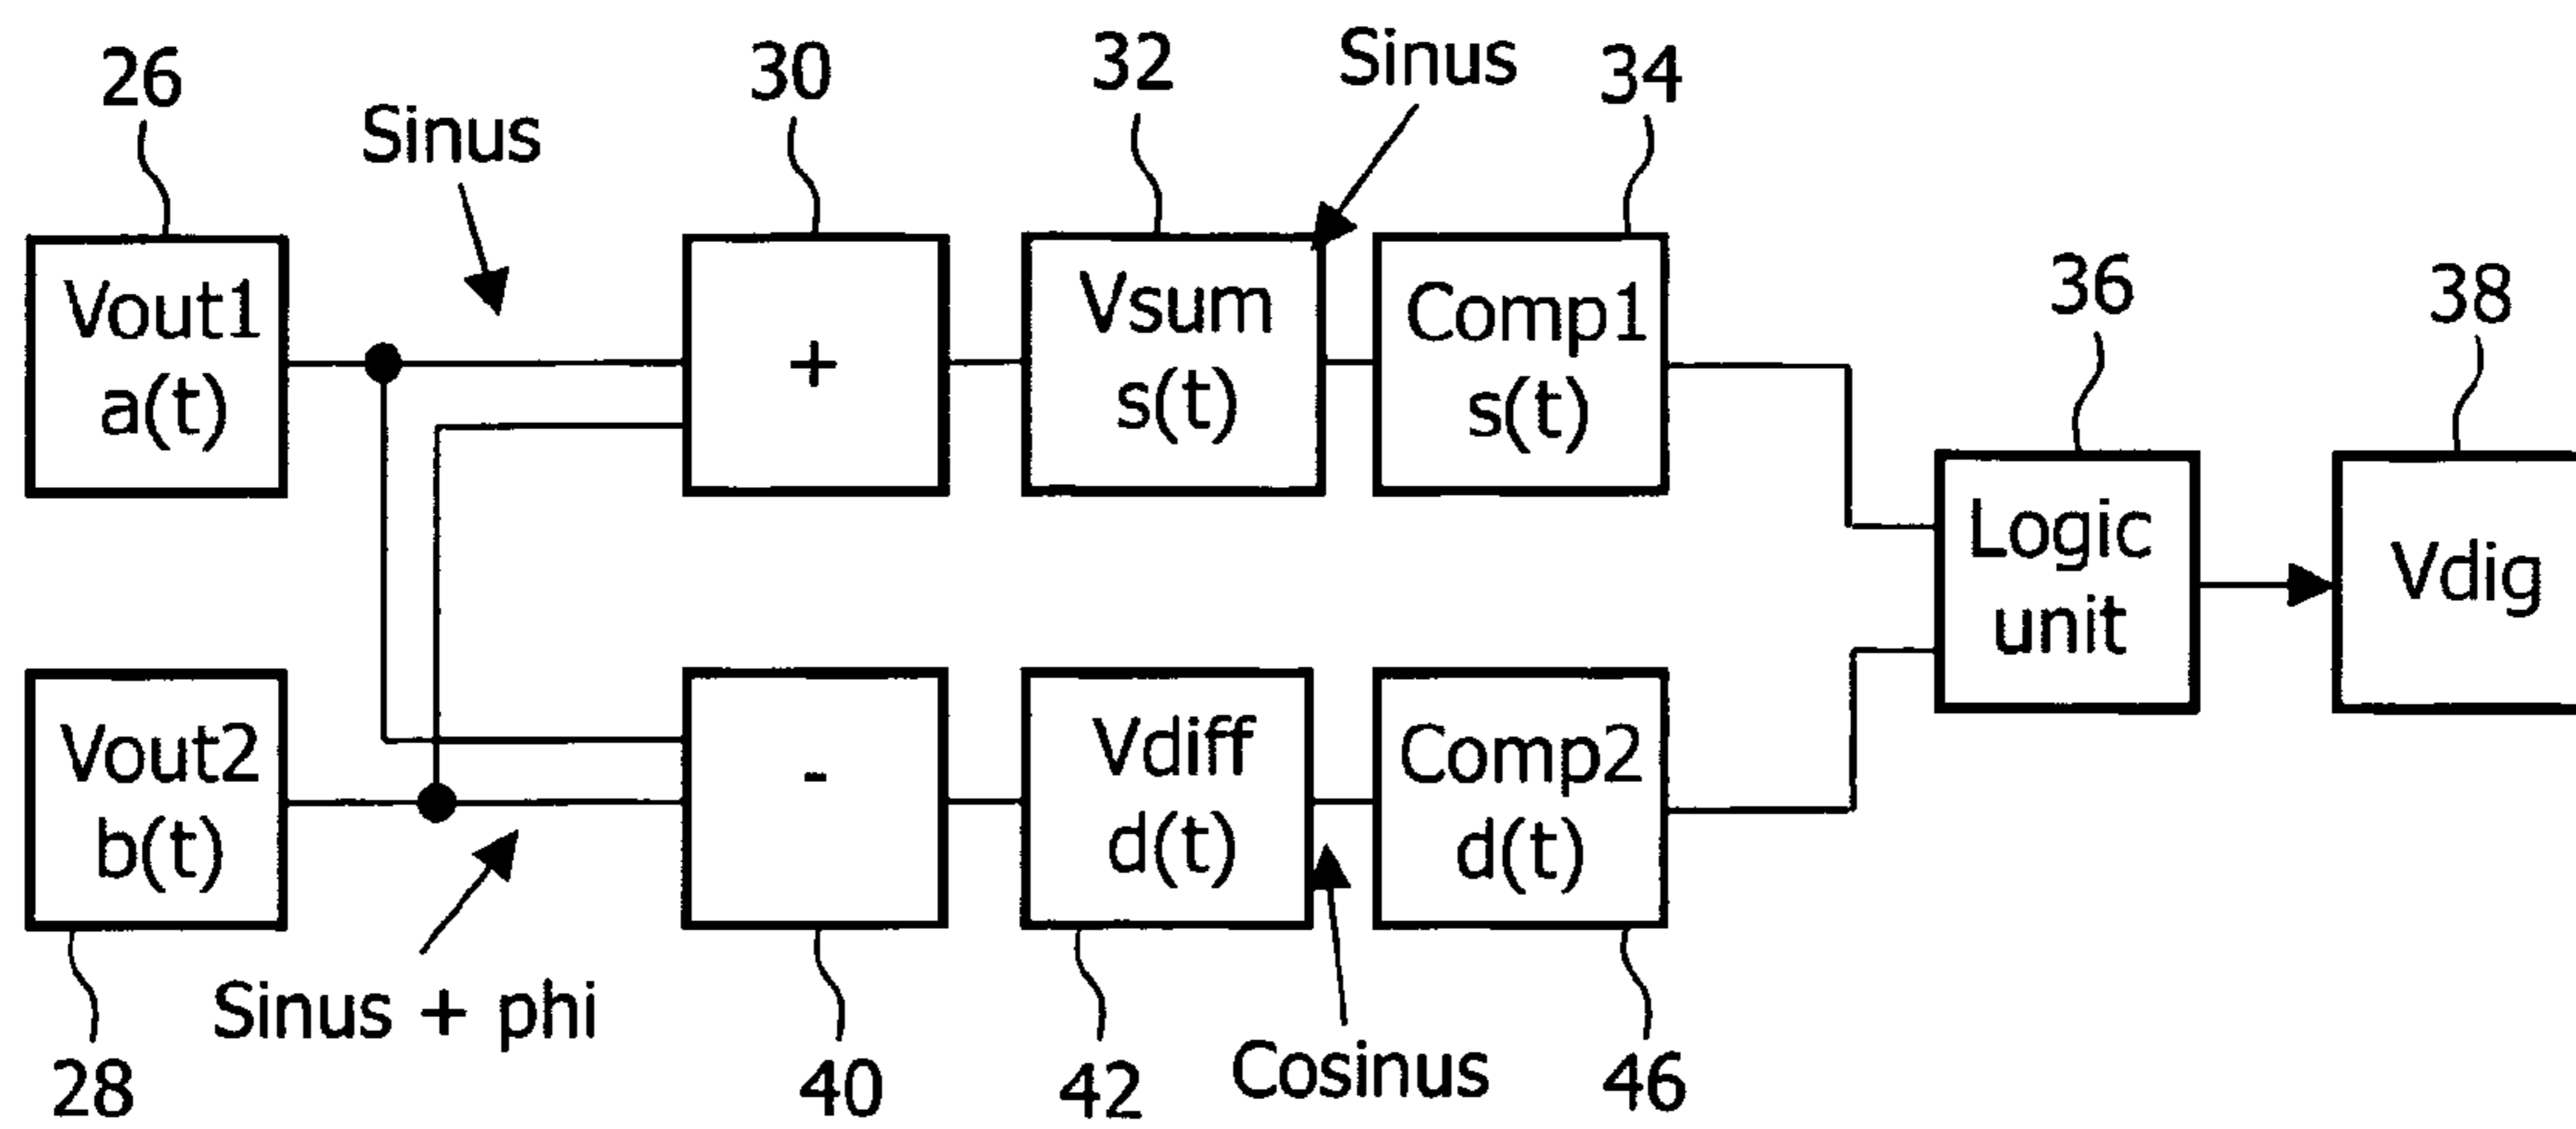 26
Sinus
30
32
Sinus
34
36
38
Vout1
a(t)
+
Vsum
s(t)
Comp1
s(t)
Logic
unit
Vdig
Vout2
b(t)
-
Vdiff
d(t)
Comp2
d(t)
28
Sinus + phi
40
42
Cosinus
46